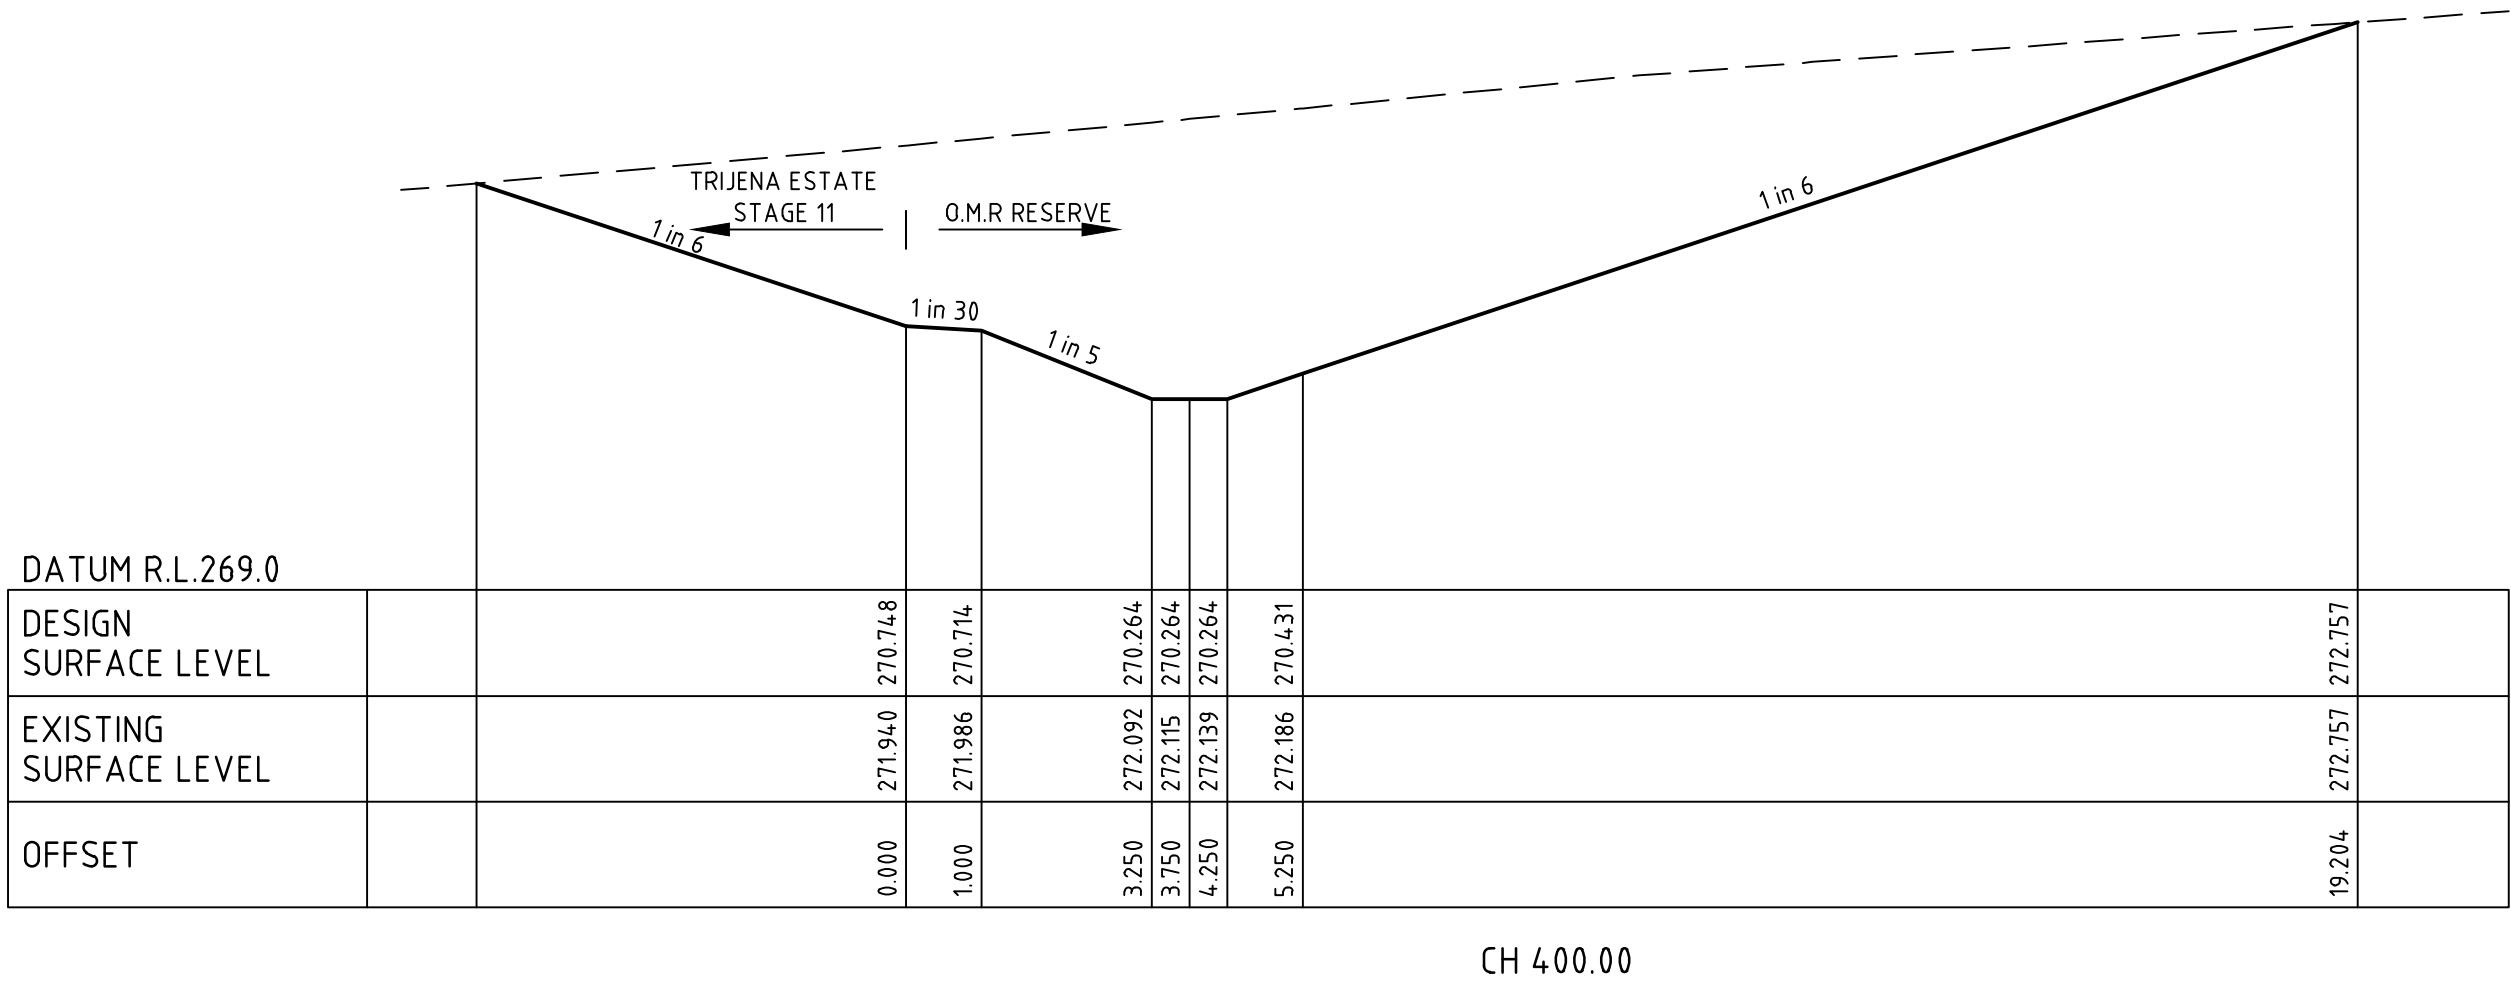 TRIJENA ESTATE
STAGE 11
O.M.R RESERVE
1 in 6
1 in 6
1 in 30
1 in 5
DATUM R.L.269.0
DESIGN
SURFACE LEVEL
270.748 270.714 270.264 270.264 270.264 270.431 272.757
EXISTING
SURFACE LEVEL
271.940 271.986 272.092 272.115 272.139 272.186 272.757
OFFSET
0.000 1.000 3.250 3.750 4.250 5.250 19.204
CH 400.00